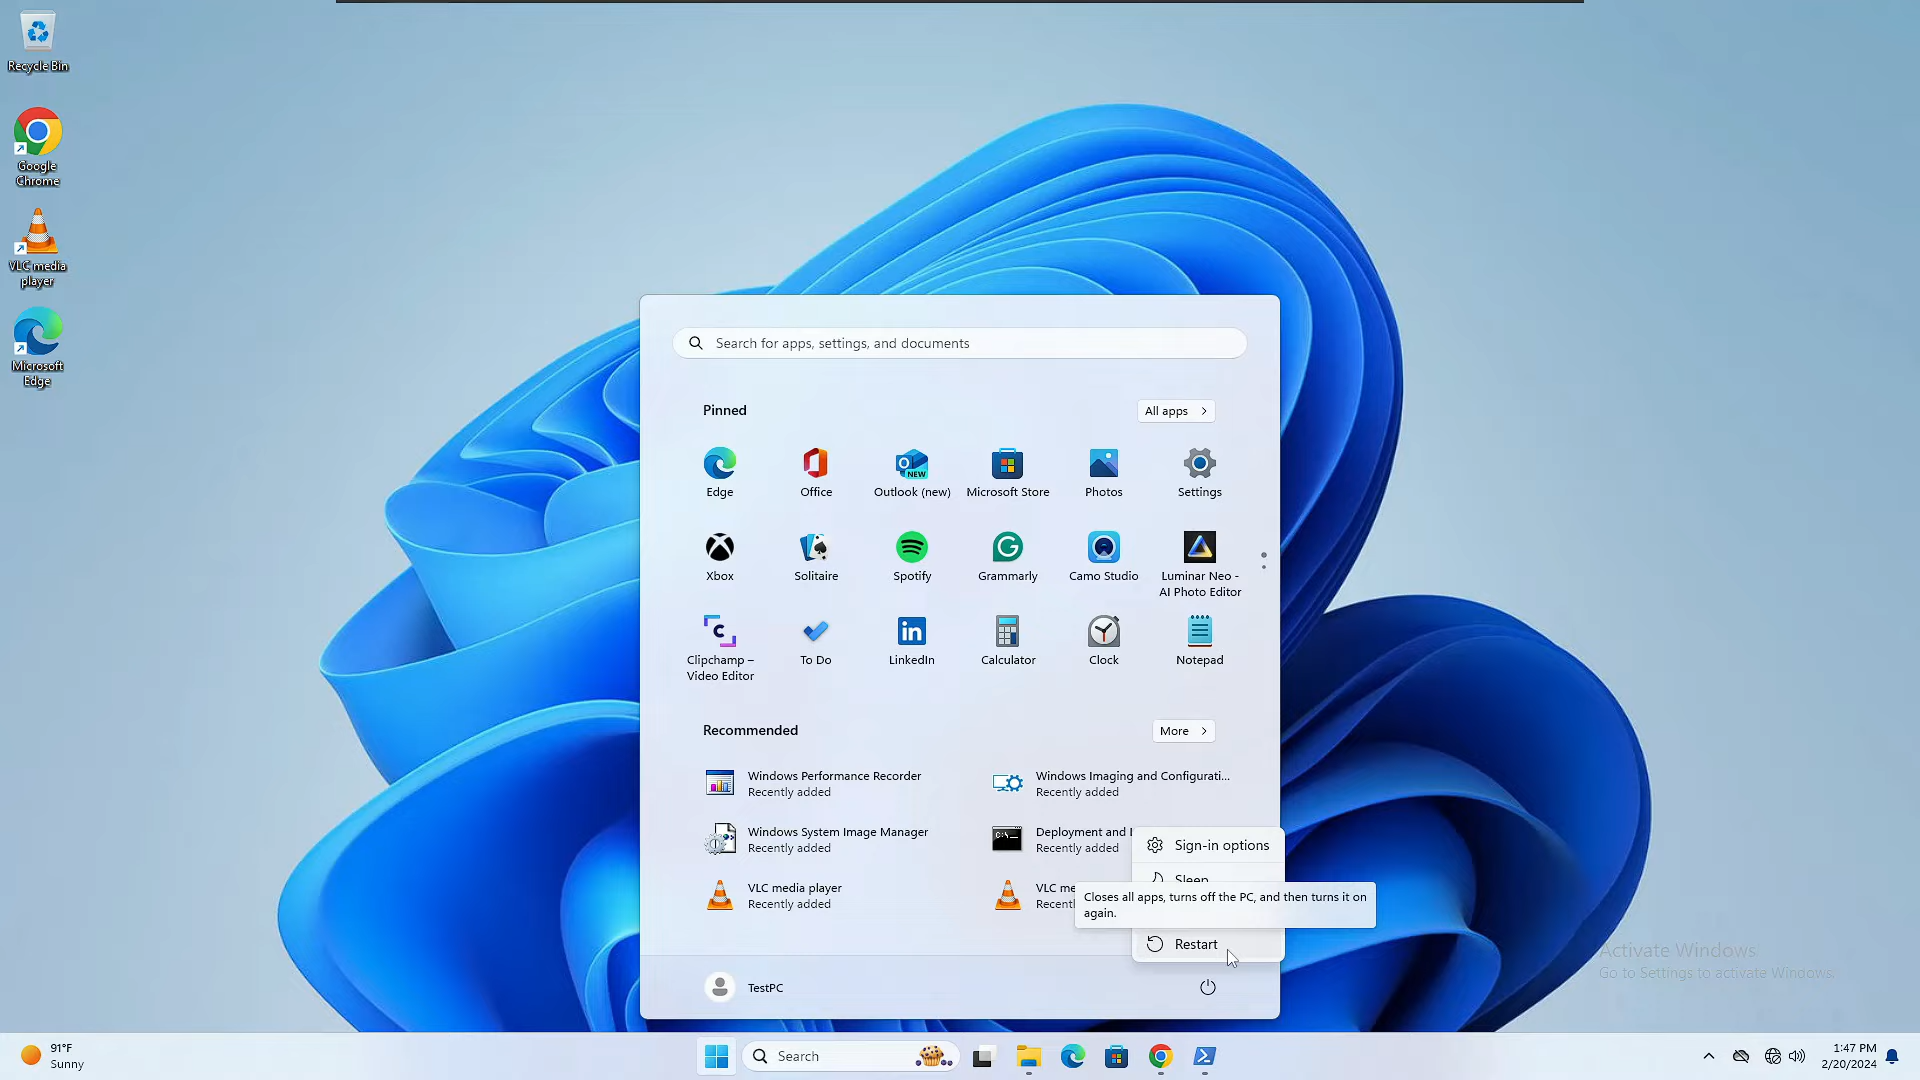 Recycle Bin
Google
Chrome
VLC media
player
Microsoft
Edge
Search for apps, settings, and documents
Pinned
All apps
Edge
Office
NEW
Outlook (new)
Microsoft Store
Photos
Settings
Xbox
Solitaire
Spotify
Grammarly
Camo Studio
Luminar Neo -
AI Photo Editor
Clipchamp –
Video Editor
To Do
LinkedIn
Calculator
Clock
Notepad
Recommended
More
Windows Performance Recorder
Recently added
Windows Imaging and Configurati...
Recently added
Windows System Image Manager
Recently added
Deployment and
Recently added
VLC media player
Recently added
VLC
Sign-in options
Sleep
Closes all apps, turns off the PC, and then turns it on
again.
Restart
TestPC
Activate Windows
Go to Settings to activate Windows.
91°F
Sunny
Search
1:47 PM
2/20/2024